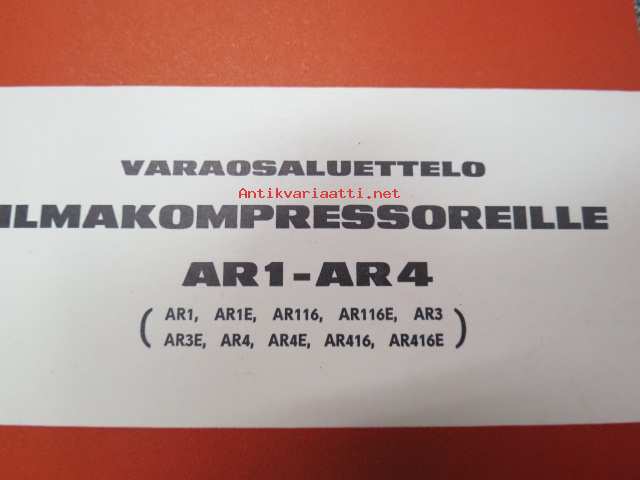 VARAOSALUETTELO
Antikvariaatti.net
ILMAKOMPRESSOREILLE
AR1-AR4
( AR1, AR1E, AR116, AR116E, AR3
AR3E, AR4, AR4E, AR416, AR416E )